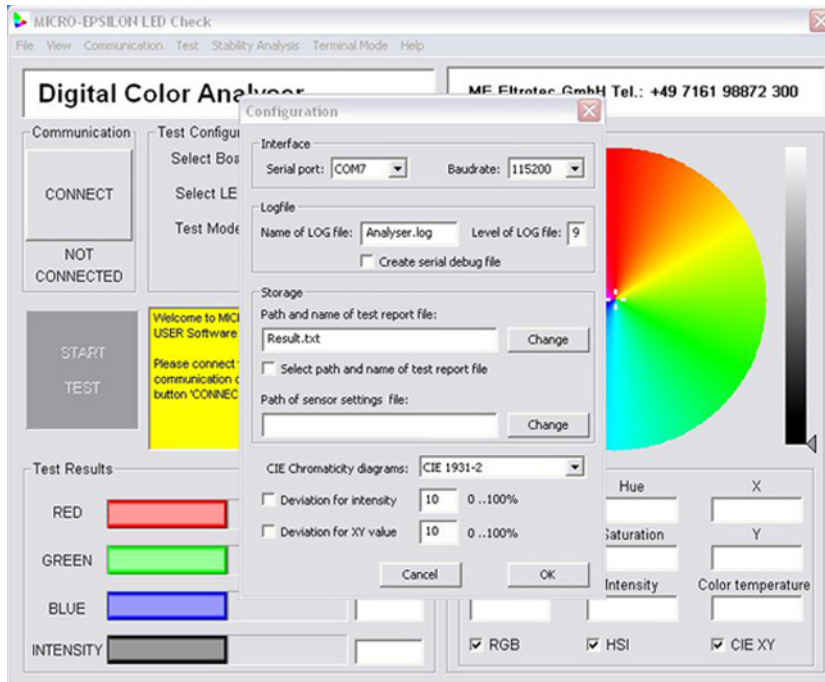 MICRO-EPSILON LED Check
File View Communication Test Stability Analysis Terminal Mode Help
Digital Color Analyser
ME Eltrotec GmbH Tel.: +49 7161 98872 300
Communication
CONNECT
NOT
CONNECTED
Test Configu
Select Boa
Select LE
Test Mode
START
TEST
Welcome to MIC
USER Software
Please connect
communication
button 'CONNEC
Configuration
Interface
Serial port: COM7 Baudrate: 115200
Logfile
Name of LOG file: Analyser.log Level of LOG file: 9
Create serial debug file
Storage
Path and name of test report file:
Result.txt Change
Select path and name of test report file
Path of sensor settings file:
Change
CIE Chromaticity diagrams: CIE 1931-2
Deviation for intensity 10 0 ..100%
Deviation for XY value 10 0 ..100%
Cancel OK
Test Results
RED
GREEN
BLUE
INTENSITY
Hue X
Saturation Y
Intensity Color temperature
RGB HSI CIE XY